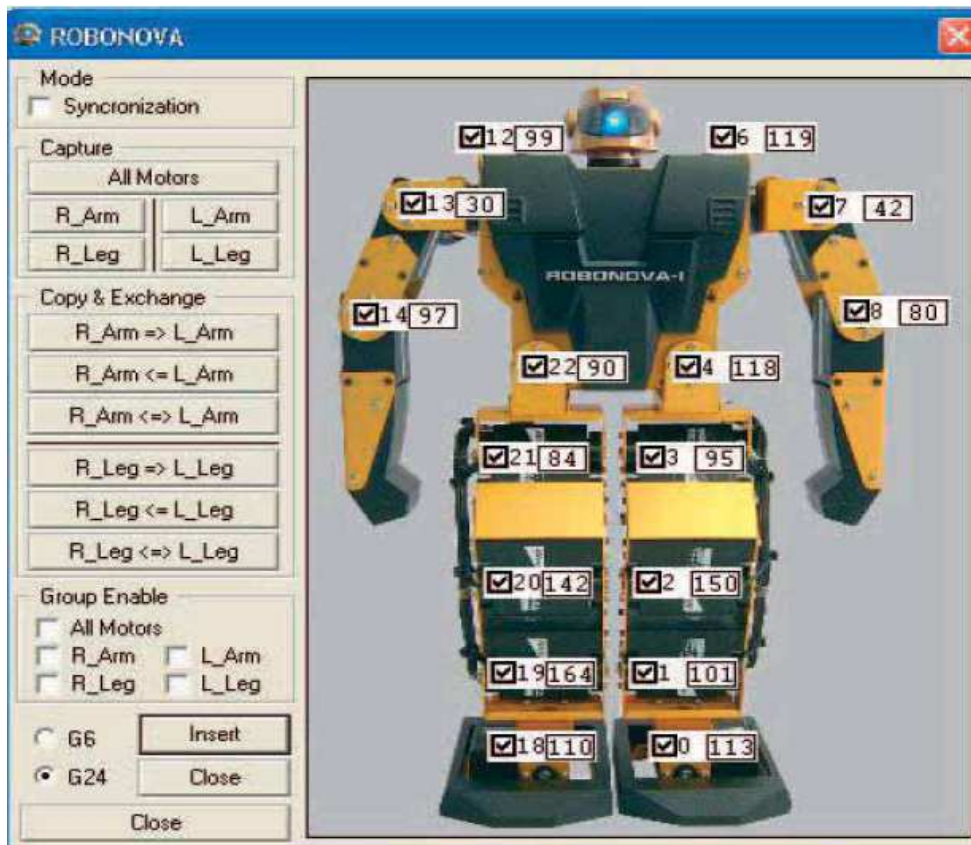 ROBONOVA
Mode
Syncronization
Capture
All Motors
R_Arm L_Arm
R_Leg L_Leg
Copy & Exchange
R_Arm => L_Arm
R_Arm <= L_Arm
R_Arm <=> L_Arm
R_Leg => L_Leg
R_Leg <= L_Leg
R_Leg <=> L_Leg
Group Enable
All Motors
R_Arm L_Arm
R_Leg L_Leg
G6 Insert
G24 Close
Close
12 99 6 119
13 30 7 42
ROBONOVA-I
14 97 8 80
22 90 4 118
21 84 3 95
20 142 2 150
19 164 1 101
18 110 0 113